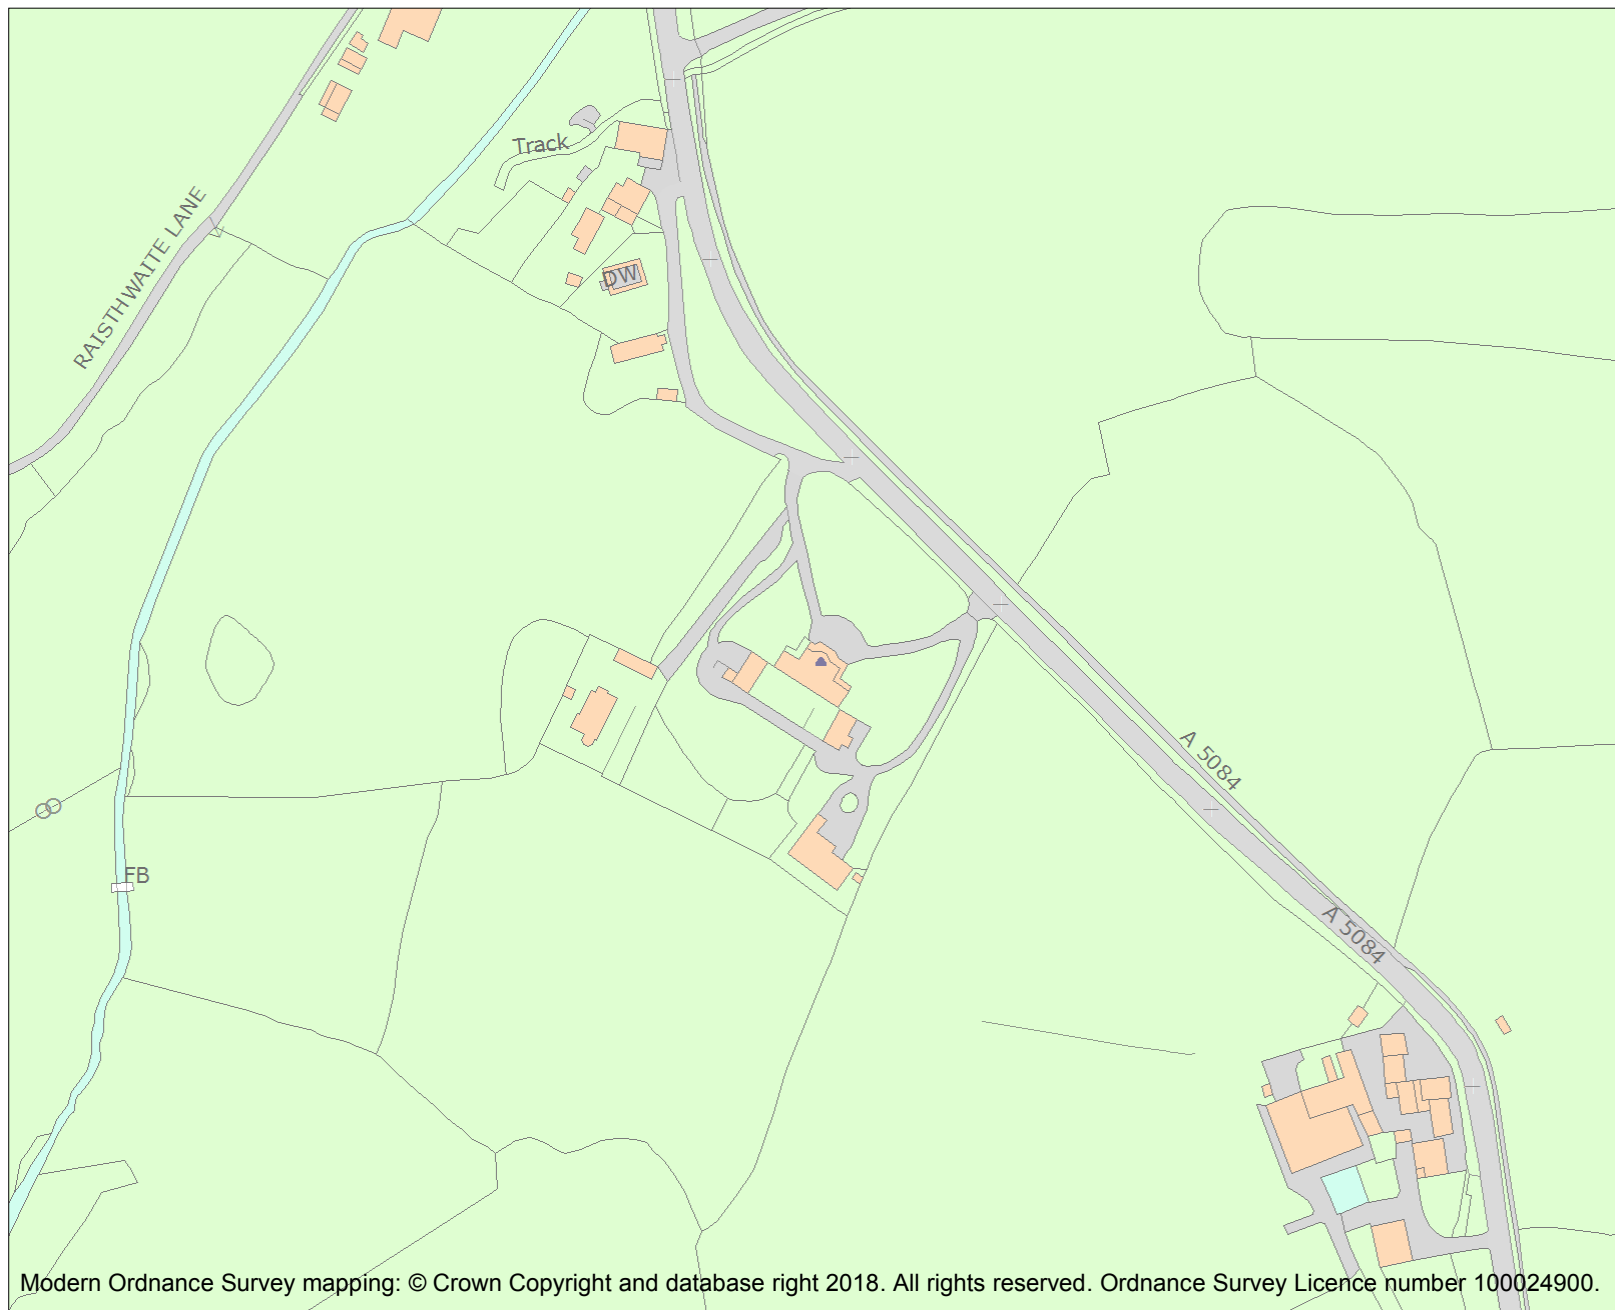 Track
RAISTHWAITE LANE
DW
A 5084
FB
A 5084
Modern Ordnance Survey mapping: © Crown Copyright and database right 2018. All rights reserved. Ordnance Survey Licence number 100024900.